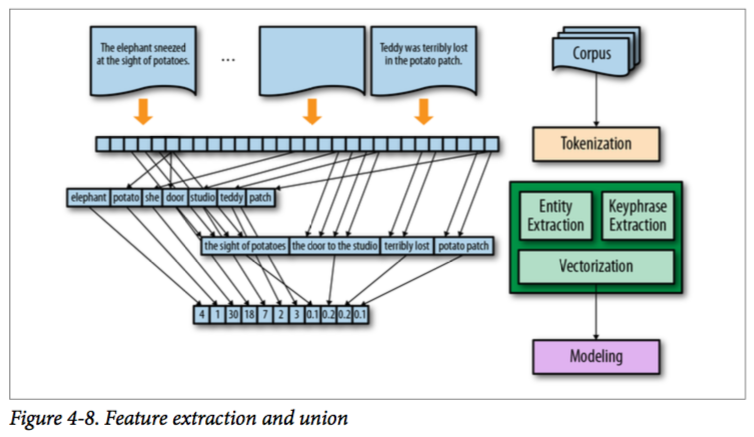 The elephant sneezed
at the sight of potatoes.
...
Teddy was terribly lost
in the potato patch.
Corpus
Tokenization
elephant potato she door studio teddy patch
Entity
Extraction
Keyphrase
Extraction
the sight of potatoes the door to the studio terribly lost potato patch
Vectorization
4 1 30 18 7 2 3 0.1 0.2 0.2 0.1
Modeling
Figure 4-8. Feature extraction and union